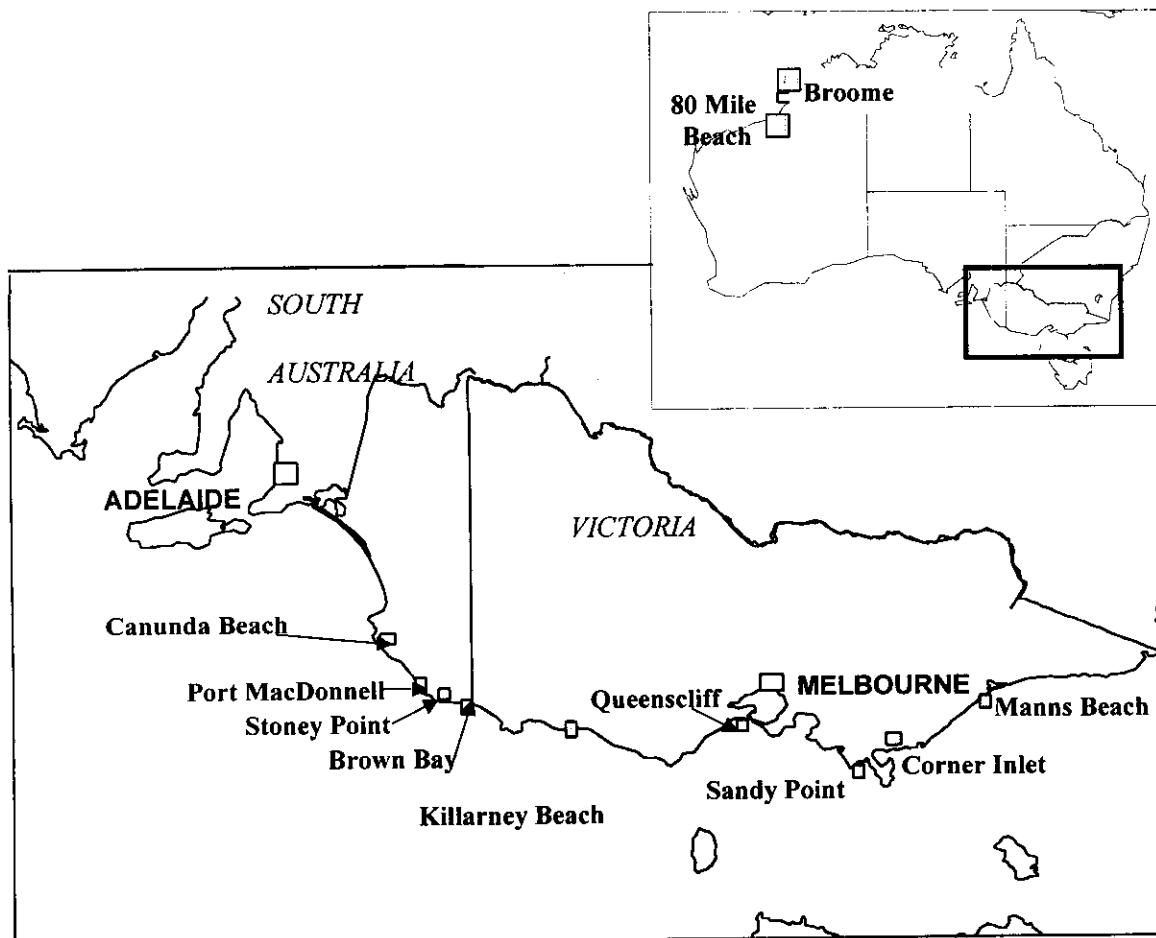 80 Mile
Beach
Broome
SOUTH
AUSTRALIA
ADELAIDE
VICTORIA
Canunda Beach
Port MacDonnell
Stoney Point
Brown Bay
Killarney Beach
Queenscliff
MELBOURNE
Manns Beach
Corner Inlet
Sandy Point